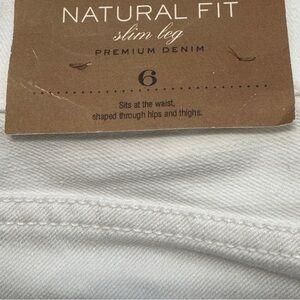 NATURAL FIT
slim leg
PREMIUM DENIM
6
Sits at the waist,
shaped through hips and thighs.